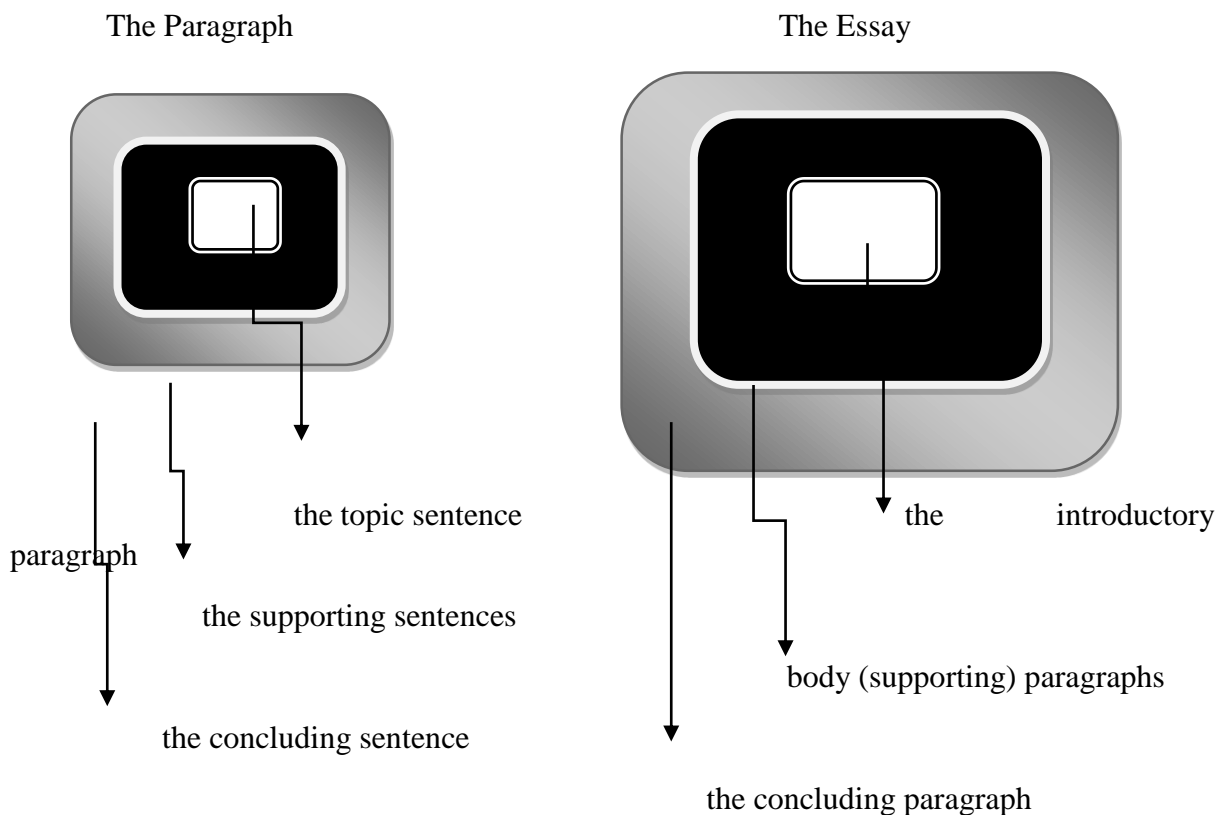 The Paragraph The Essay
the topic sentence the introductory
paragraph
the supporting sentences
body (supporting) paragraphs
the concluding sentence
the concluding paragraph